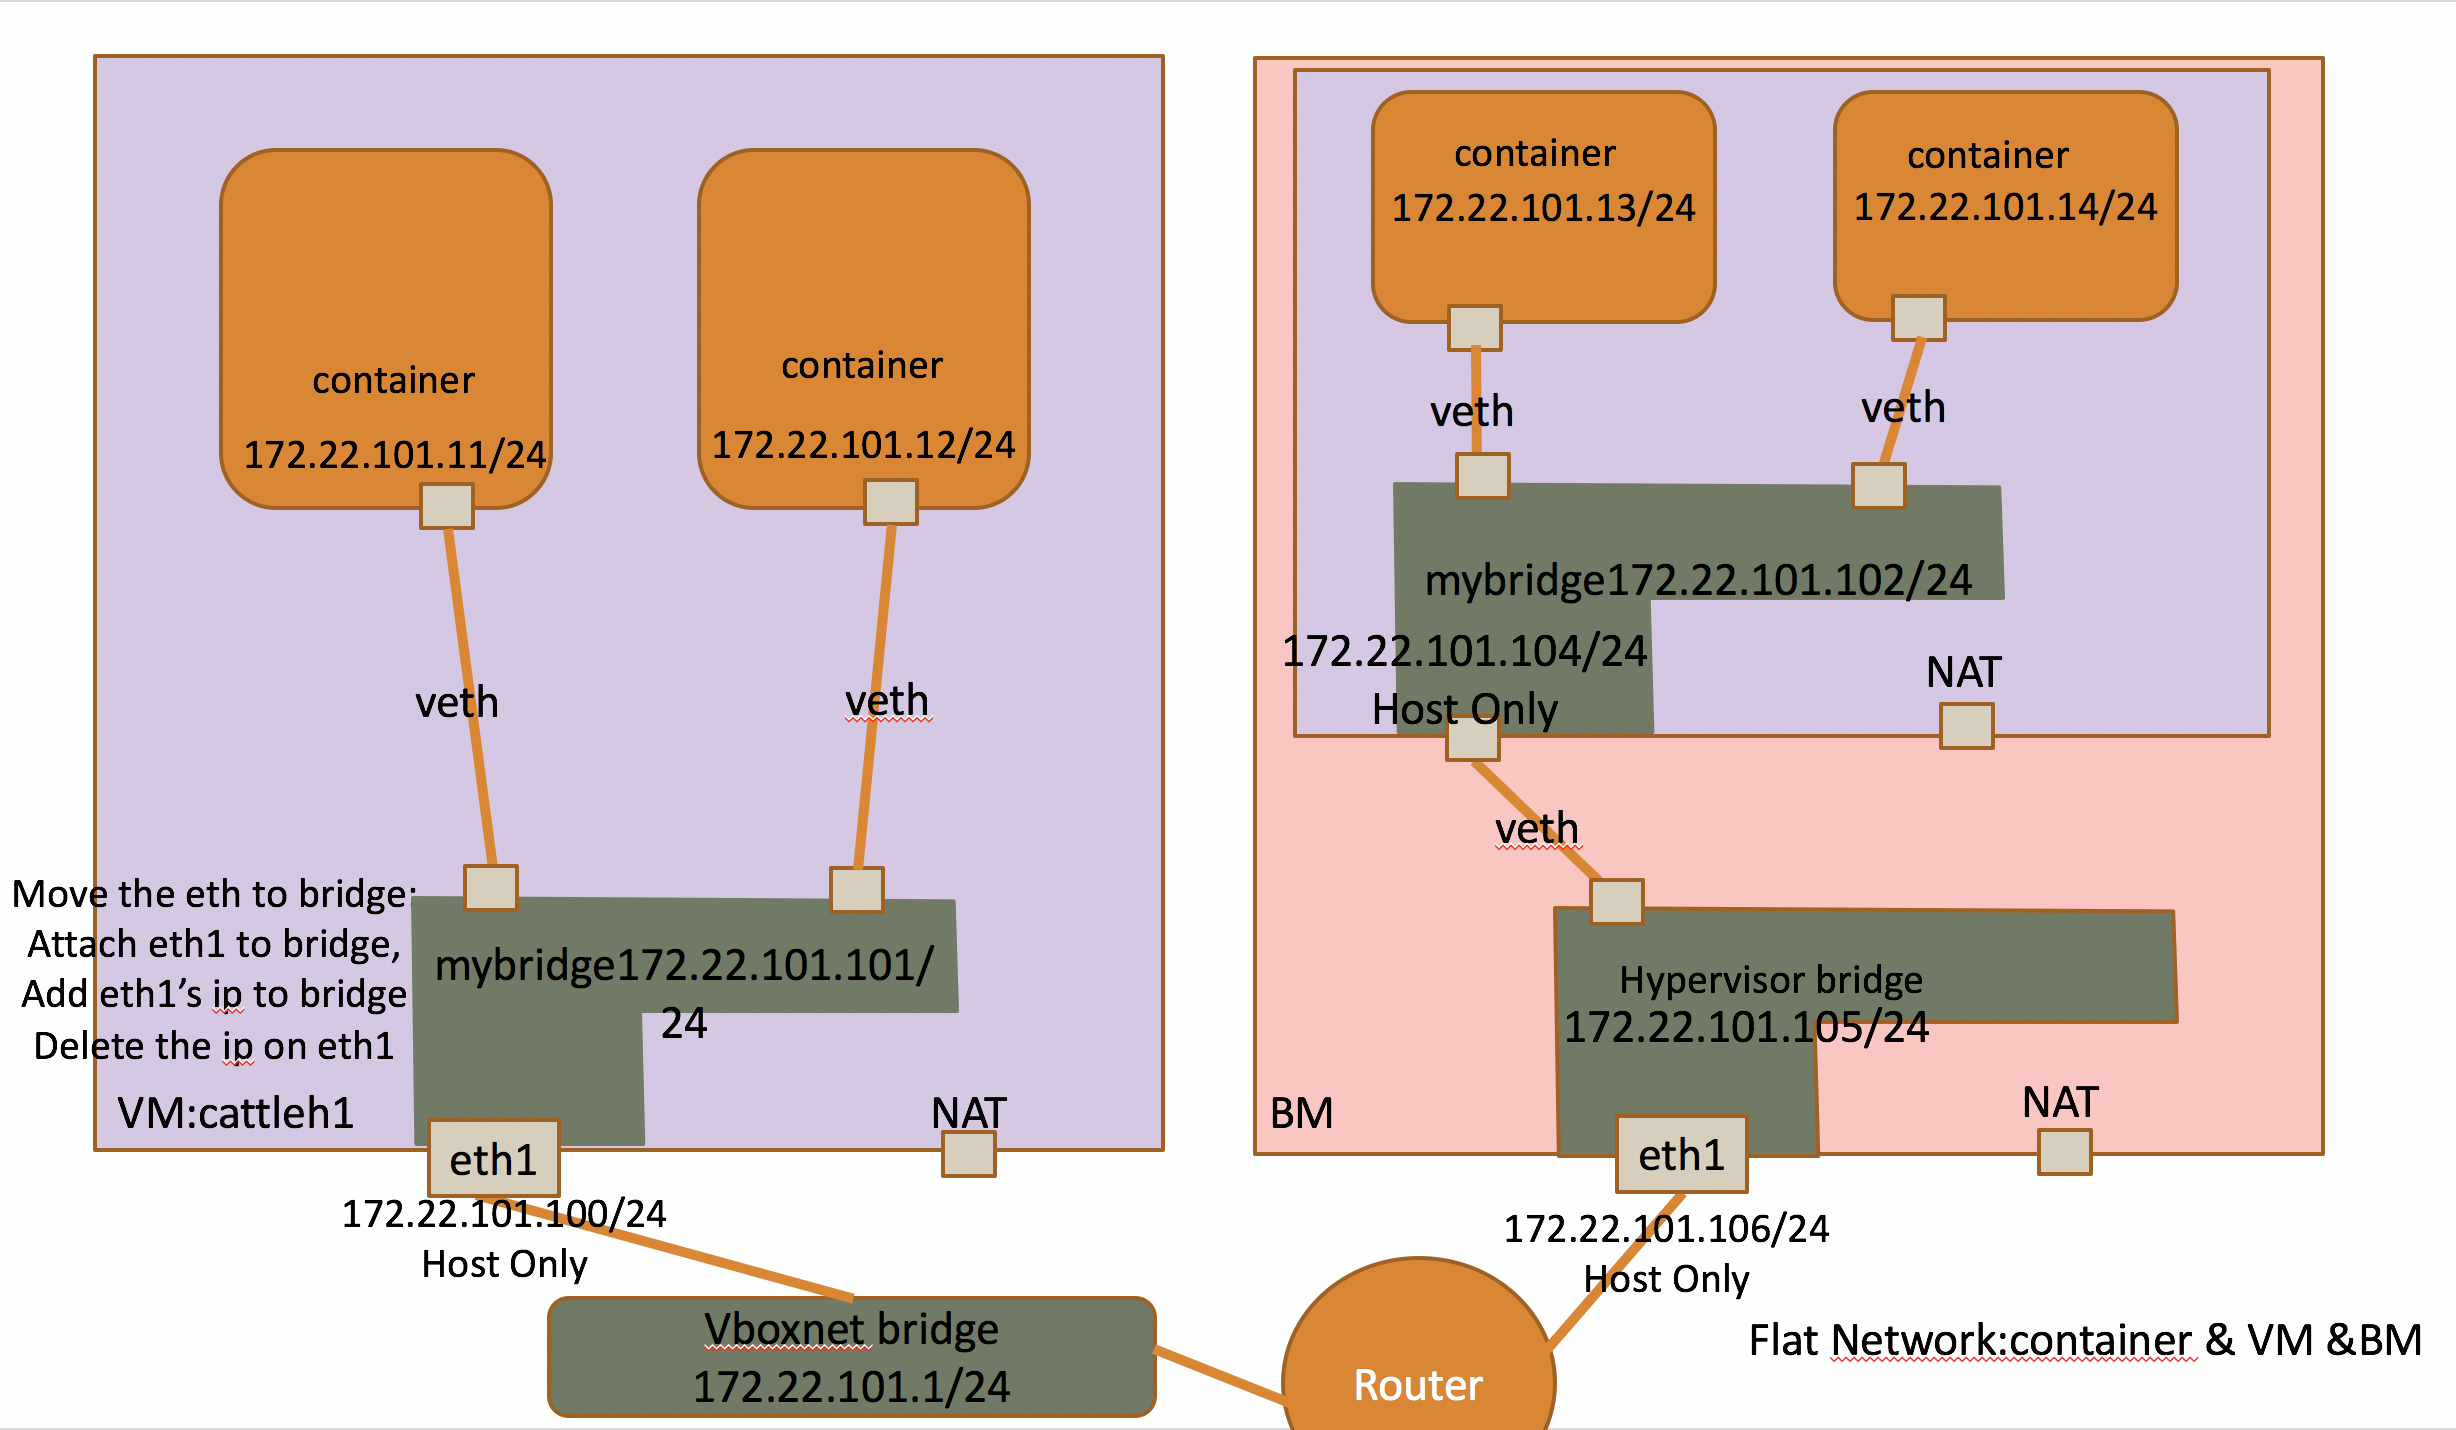 container
172.22.101.11/24
container
172.22.101.12/24
veth
veth
Move the eth to bridge:
Attach eth1 to bridge,
Add eth1’s ip to bridge
Delete the ip on eth1
mybridge172.22.101.101/
24
VM:cattleh1
NAT
eth1
172.22.101.100/24
Host Only
Vboxnet bridge
172.22.101.1/24
container
172.22.101.13/24
container
172.22.101.14/24
veth
veth
mybridge172.22.101.102/24
172.22.101.104/24
Host Only
NAT
veth
Hypervisor bridge
172.22.101.105/24
BM
NAT
eth1
172.22.101.106/24
Host Only
Router
Flat Network:container & VM &BM